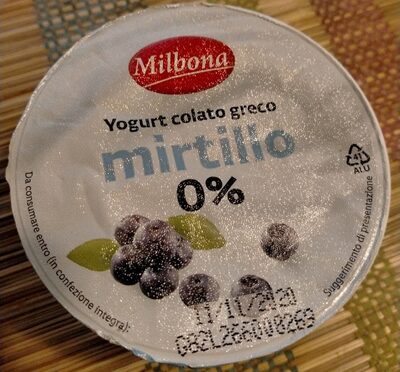 Milbona
Yogurt colato greco
mirtillo
0%
41
ALU
Da consumare entro (in confezione integra):
Suggerimento di presentazione